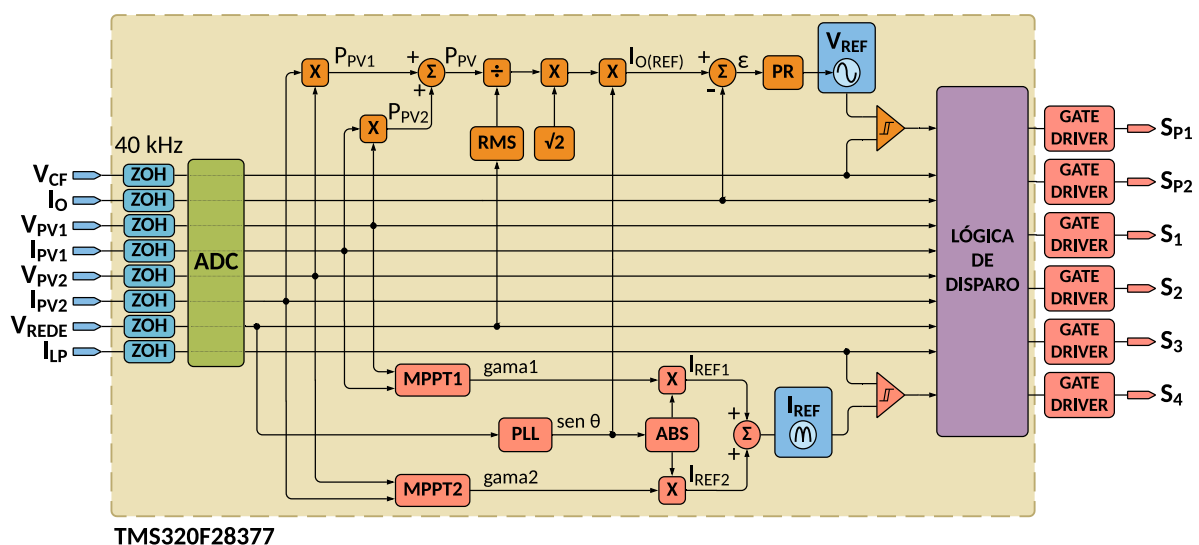 V_REF
P_PV1
P_PV
I_O(REF)
ε
X
Σ
÷
X
X
Σ
PR
+
+
+
-
P_PV2
X
RMS
√2
40 kHz
V_CF
ZOH
I_O
ZOH
V_PV1
ZOH
I_PV1
ZOH
V_PV2
ZOH
I_PV2
ZOH
V_REDE
ZOH
I_LP
ZOH
ADC
LÓGICA
DE
DISPARO
GATE
DRIVER
S_P1
GATE
DRIVER
S_P2
GATE
DRIVER
S_1
GATE
DRIVER
S_2
GATE
DRIVER
S_3
GATE
DRIVER
S_4
MPPT1
gama1
X
I_REF1
PLL
sen θ
ABS
+
Σ
+
I_REF
MPPT2
gama2
X
I_REF2
TMS320F28377